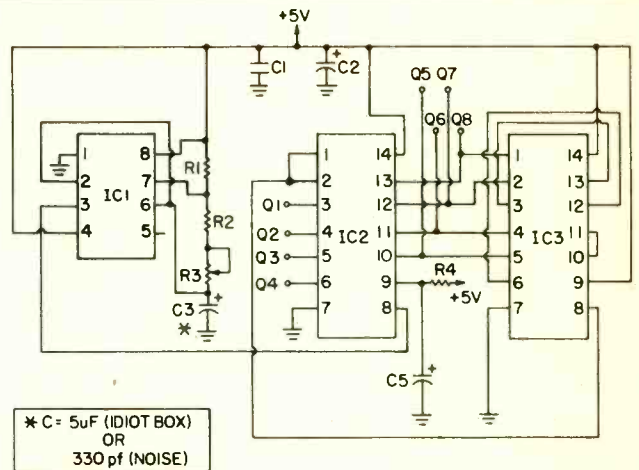 +5V
C1
+ C2
Q5 Q7
Q6 Q8
1 8
2 7
3 6
4 5
IC1
R1
R2
R3
C3 +
*
1 14
2 13
3 12
4 11
5 10
6 9
7 8
IC2
Q1
Q2
Q3
Q4
R4
+5V
C5 +
1 14
2 13
3 12
4 11
5 10
6 9
7 8
IC3
* C = 5uF (IDIOT BOX)
OR
330 pf (NOISE)